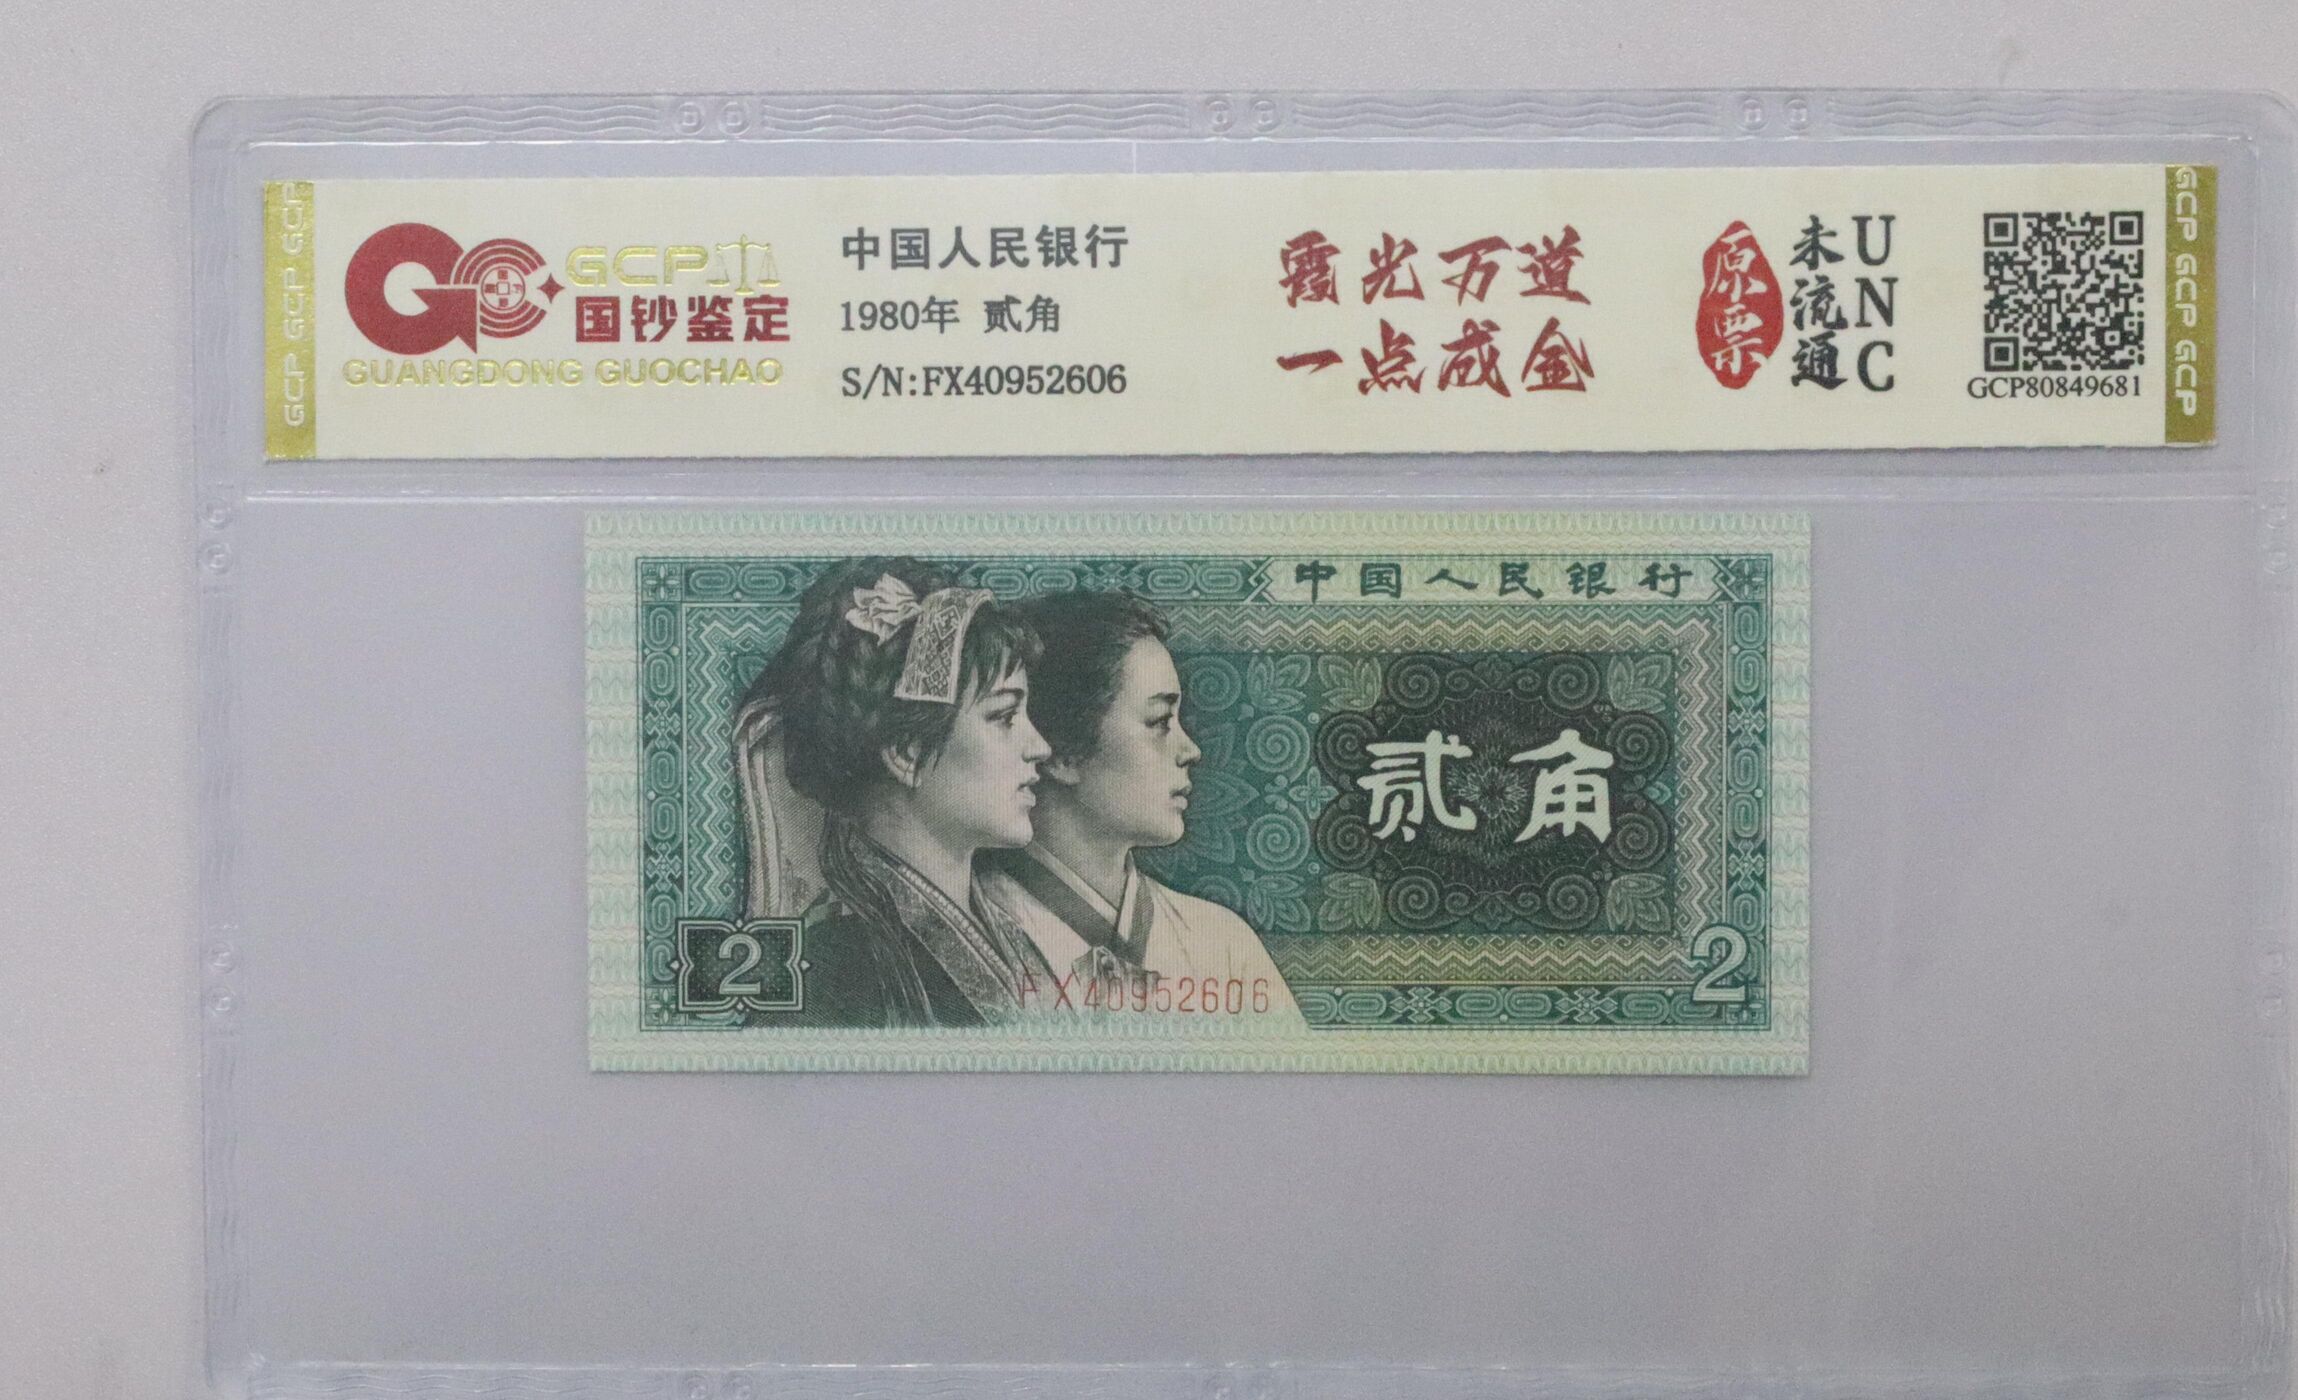 GCP
国钞鉴定
GUANGDONG GUOCHAO
中国人民银行
1980年 贰角
S/N:FX40952606
霞光万道
一点成金
原票
未流通
UNC
GCP80849681
GCP GCP GCP
GCP GCP GCP
中国人民银行
贰角
2
FX40952606
2